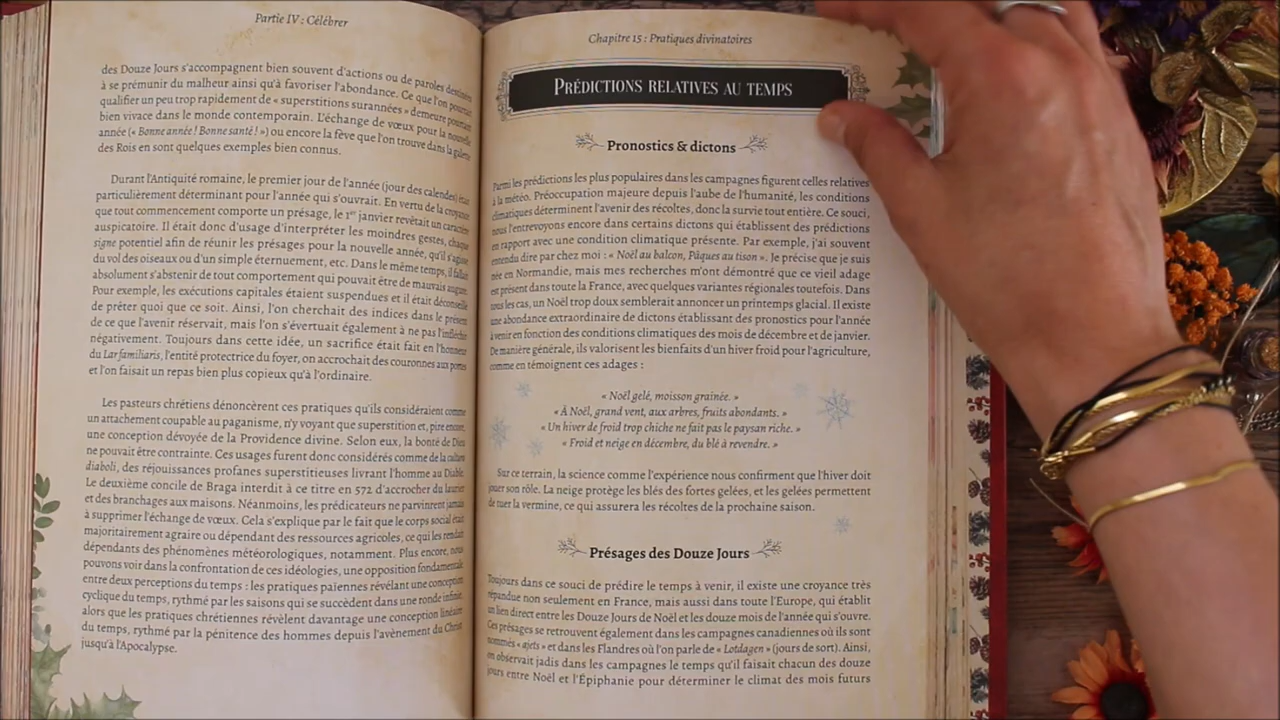 Partie IV : Célébrer
des Douze Jours s'accompagnent bien souvent d'actions ou de paroles destinées
à se prémunir du malheur ainsi qu'à favoriser l'abondance. Ce que l'on pourrait
qualifier un peu trop rapidement de « superstitions surannées » demeure pourtant
bien vivace dans le monde contemporain. L'échange de vœux pour la nouvelle
année (« Bonne année ! Bonne santé ! ») ou encore la fève que l'on trouve dans la galette
des Rois en sont quelques exemples bien connus.
Durant l'Antiquité romaine, le premier jour de l'année (jour des calendes) était
particulièrement déterminant pour l'année qui s'ouvrait. En vertu de la croyance
que tout commencement comporte un présage, le 1er janvier revêtait un caractère
auspicatoire. Il était donc d'usage d'interpréter les moindres gestes, chaque
signe potentiel afin de réunir les présages pour la nouvelle année, qu'il s'agisse
du vol des oiseaux ou d'un simple éternuement, etc. Dans le même temps, il fallait
absolument s'abstenir de tout comportement qui pouvait être de mauvais augure.
Pour exemple, les exécutions capitales étaient suspendues et il était déconseillé
de prêter quoi que ce soit. Ainsi, l'on cherchait des indices dans le présent
de ce que l'avenir réservait, mais l'on s'évertuait également à ne pas l'infléchir
négativement. Toujours dans cette idée, un sacrifice était fait en l'honneur
du Lar familiaris, l'entité protectrice du foyer, on accrochait des couronnes aux portes
et l'on faisait un repas bien plus copieux qu'à l'ordinaire.
Les pasteurs chrétiens dénoncèrent ces pratiques qu'ils considéraient comme
un attachement coupable au paganisme, n'y voyant que superstition et, pire encore,
une conception dévoyée de la Providence divine. Selon eux, la bonté de Dieu
ne pouvait être contrainte. Ces usages furent donc considérés comme de la cultura
diaboli, des réjouissances profanes superstitieuses livrant l'homme au Diable.
Le deuxième concile de Braga interdit à ce titre en 572 d'accrocher du laurier
et des branchages aux maisons. Néanmoins, les prédicateurs ne parvinrent jamais
à supprimer l'échange de vœux. Cela s'explique par le fait que le corps social était
majoritairement agraire ou dépendant des ressources agricoles, ce qui les rendait
dépendants des phénomènes météorologiques, notamment. Plus encore, nous
pouvons voir dans la confrontation de ces idéologies, une opposition fondamentale
entre deux perceptions du temps : les pratiques païennes révélant une conception
cyclique du temps, rythmé par les saisons qui se succèdent dans une ronde infinie,
alors que les pratiques chrétiennes révèlent davantage une conception linéaire
du temps, rythmé par la pénitence des hommes depuis l'avènement du Christ
jusqu'à l'Apocalypse.
Chapitre 15 : Pratiques divinatoires
PRÉDICTIONS RELATIVES AU TEMPS
Pronostics & dictons
Parmi les prédictions les plus populaires dans les campagnes figurent celles relatives
à la météo. Préoccupation majeure depuis l'aube de l'humanité, les conditions
climatiques déterminent l'avenir des récoltes, donc la survie tout entière. Ce souci,
nous l'entrevoyons encore dans certains dictons qui établissent des prédictions
en rapport avec une condition climatique présente. Par exemple, j'ai souvent
entendu dire par chez moi : « Noël au balcon, Pâques au tison ». Je précise que je suis
née en Normandie, mais mes recherches m'ont démontré que ce vieil adage
est présent dans toute la France, avec quelques variantes régionales toutefois. Dans
tous les cas, un Noël trop doux semblerait annoncer un printemps glacial. Il existe
une abondance extraordinaire de dictons établissant des pronostics pour l'année
à venir en fonction des conditions climatiques des mois de décembre et de janvier.
De manière générale, ils valorisent les bienfaits d'un hiver froid pour l'agriculture,
comme en témoignent ces adages :
« Noël gelé, moisson grainée. »
« À Noël, grand vent, aux arbres, fruits abondants. »
« Un hiver de froid trop chiche ne fait pas le paysan riche. »
« Froid et neige en décembre, du blé à revendre. »
Sur ce terrain, la science comme l'expérience nous confirment que l'hiver doit
jouer son rôle. La neige protège les blés des fortes gelées, et les gelées permettent
de tuer la vermine, ce qui assurera les récoltes de la prochaine saison.
Présages des Douze Jours
Toujours dans ce souci de prédire le temps à venir, il existe une croyance très
répandue non seulement en France, mais aussi dans toute l'Europe, qui établit
un lien direct entre les Douze Jours de Noël et les douze mois de l'année qui s'ouvre.
Ces présages se retrouvent également dans les campagnes canadiennes où ils sont
nommés « ajets » et dans les Flandres où l'on parle de « Lotdagen » (jours de sort). Ainsi,
on observait jadis dans les campagnes le temps qu'il faisait chacun des douze
jours entre Noël et l'Épiphanie pour déterminer le climat des mois futurs